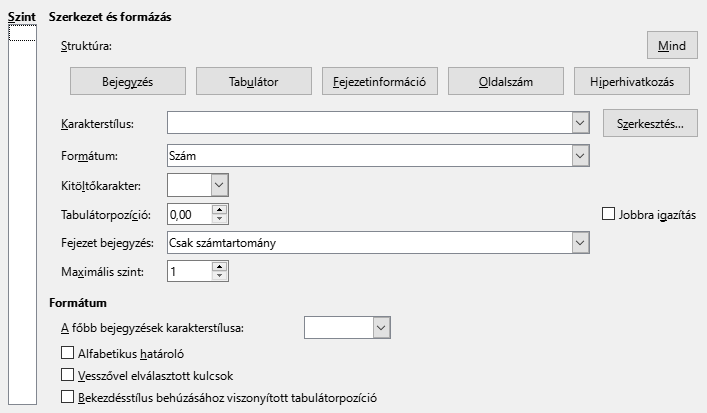 Szint Szerkezet és formázás
Struktúra: Mind
Bejegyzés Tabulátor Fejezetinformáció Oldalszám Hiperhivatkozás
Karakterstílus: Szerkesztés...
Formátum: Szám
Kitöltőkarakter:
Tabulátorpozíció: 0,00 Jobbra igazítás
Fejezet bejegyzés: Csak számtartomány
Maximális szint: 1
Formátum
A főbb bejegyzések karakterstílusa:
Alfabetikus határoló
Vesszővel elválasztott kulcsok
Bekezdésstílus behúzásához viszonyított tabulátorpozíció